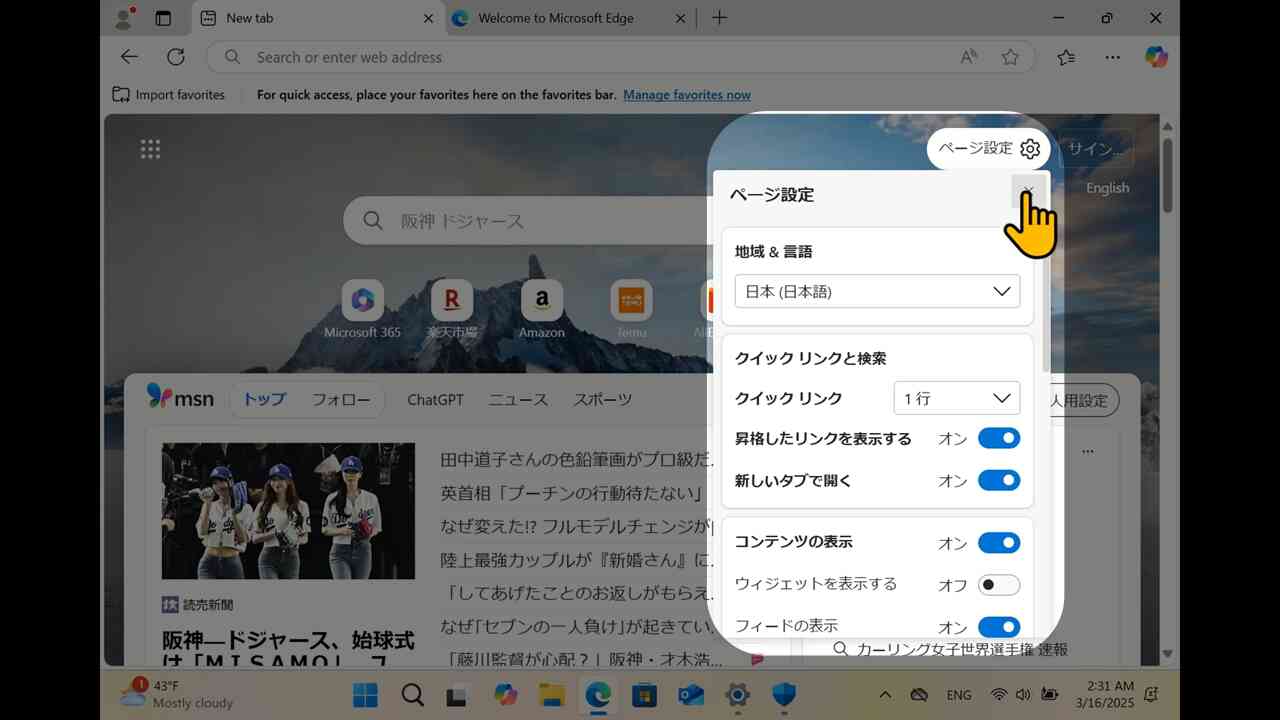 New tab
Welcome to Microsoft Edge
Search or enter web address
Import favorites
For quick access, place your favorites here on the favorites bar. Manage favorites now
ページ設定
サイン...
English
阪神 ドジャース
Microsoft 365
楽天市場
Amazon
Temu
ページ設定
地域 & 言語
日本 (日本語)
クイック リンクと検索
クイック リンク
1 行
昇格したリンクを表示する オン
新しいタブで開く オン
コンテンツの表示 オン
ウィジェットを表示する オフ
フィードの表示 オン
msn
トップ
フォロー
ChatGPT
ニュース
スポーツ
人用設定
読売新聞
阪神―ドジャース、始球式
は「ＭＩＳＡＭＯ」、フ
田中道子さんの色鉛筆画がプロ級だ...
英首相「プーチンの行動待たない」
なぜ変えた!? フルモデルチェンジが
陸上最強カップルが『新婚さん』に...
「してあげたことのお返しがもらえ...
なぜ「セブンの一人負け」が起きてい...
「藤川監督が心配？」阪神・才木浩...
カーリング女子世界選手権 速報
1
43°F
Mostly cloudy
ENG
2:31 AM
3/16/2025